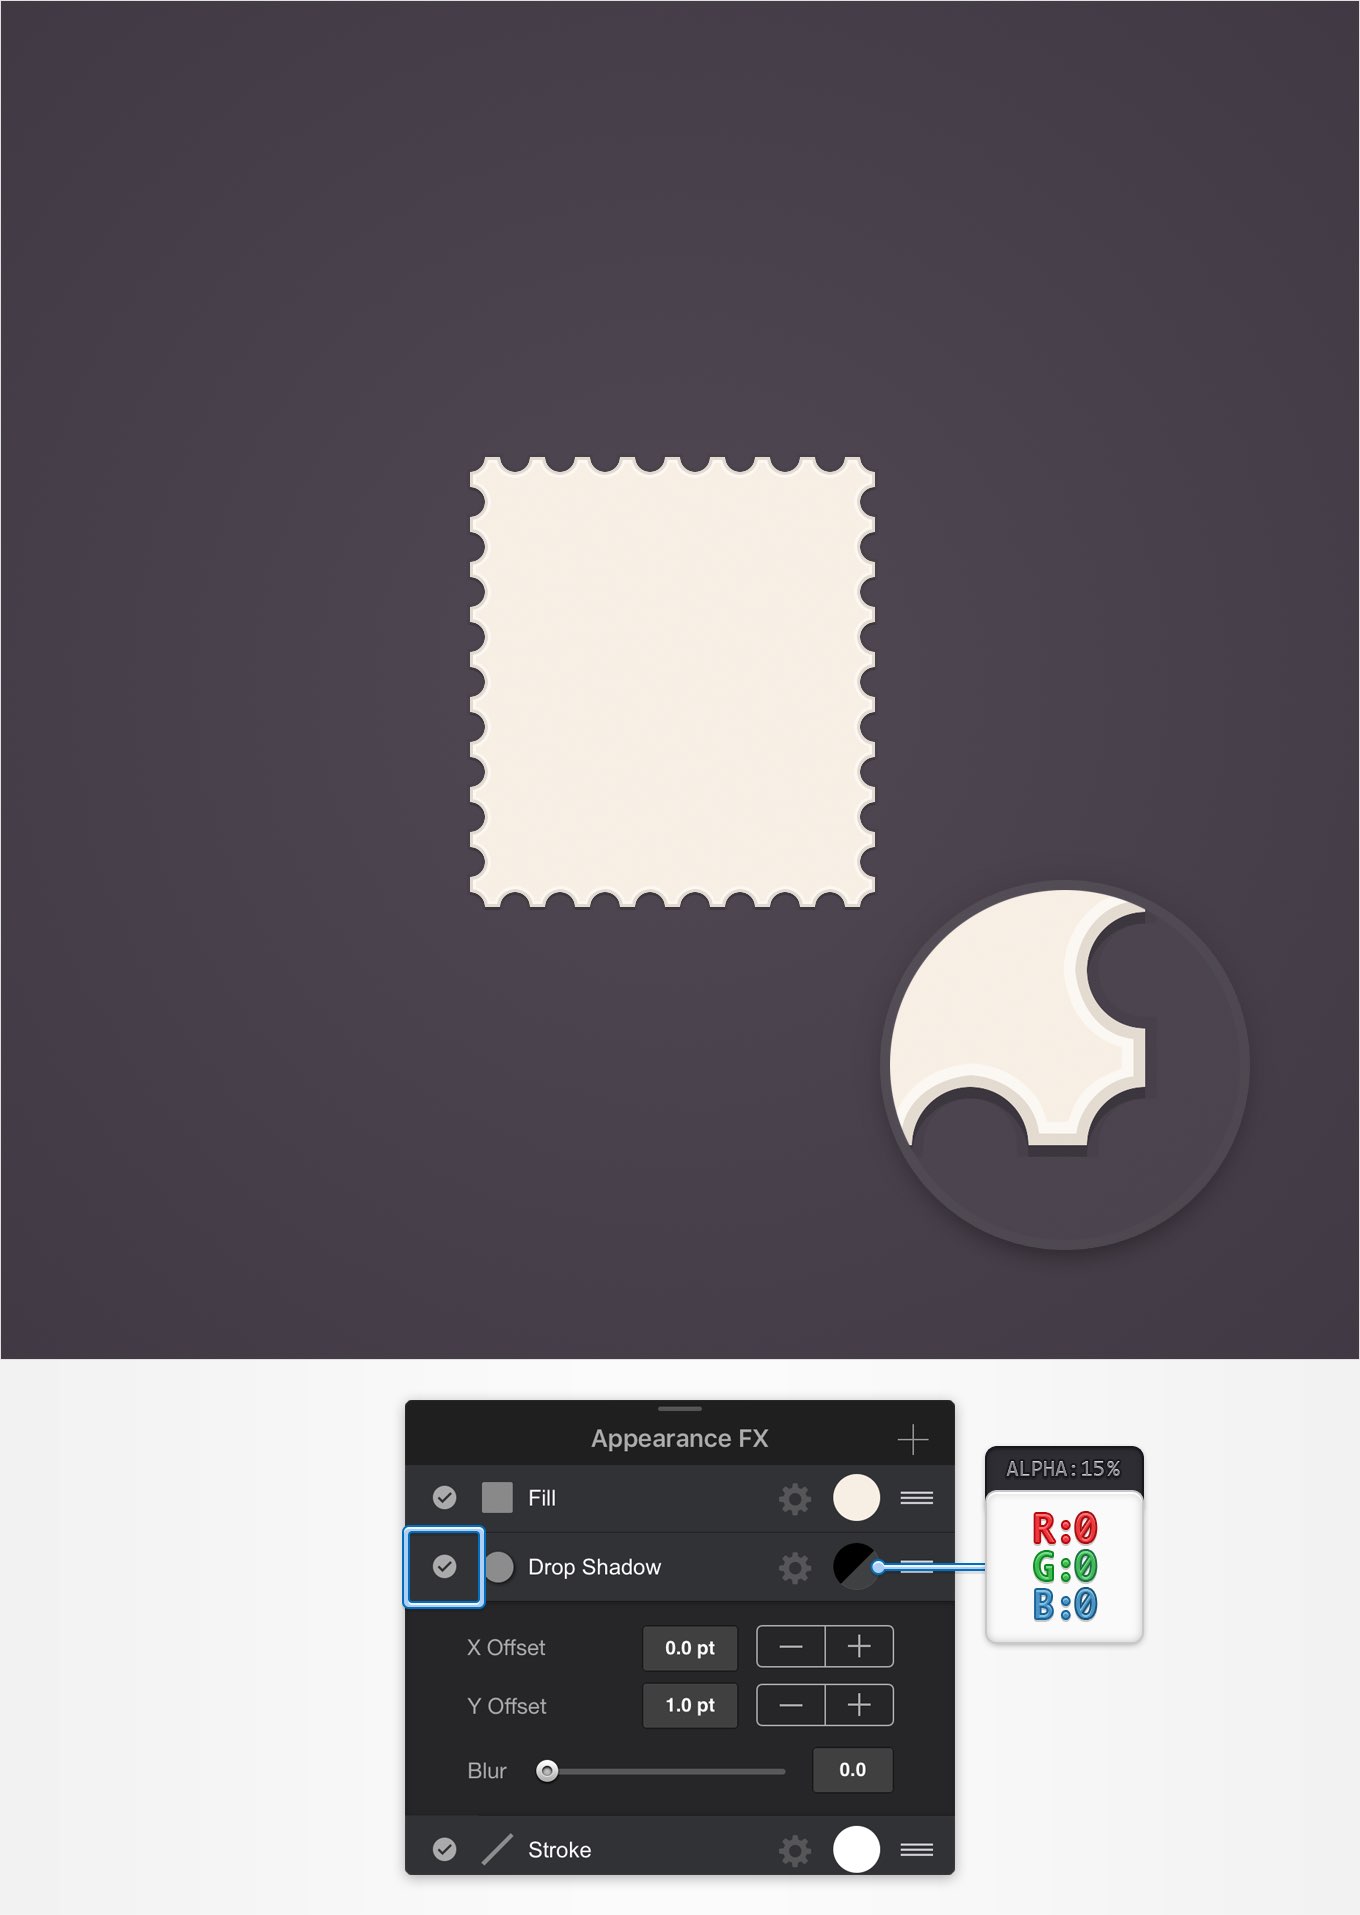 Appearance FX
Fill
ALPHA:15%
R:0
G:0
B:0
Drop Shadow
X Offset 0.0 pt
Y Offset 1.0 pt
Blur 0.0
Stroke